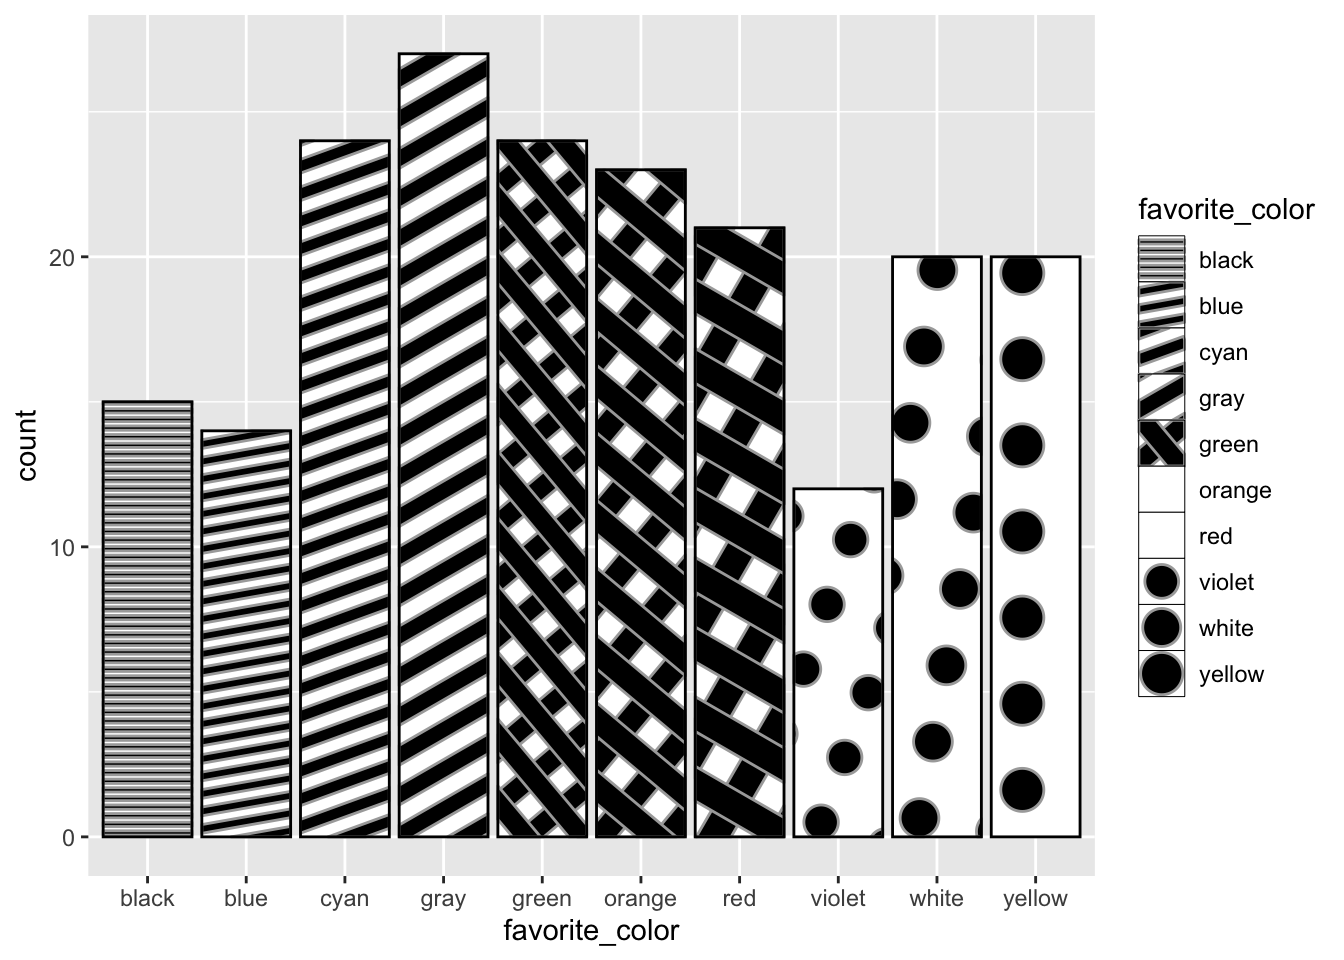 count
20
10
0
black blue cyan gray green orange red violet white yellow
favorite_color
favorite_color
black
blue
cyan
gray
green
orange
red
violet
white
yellow